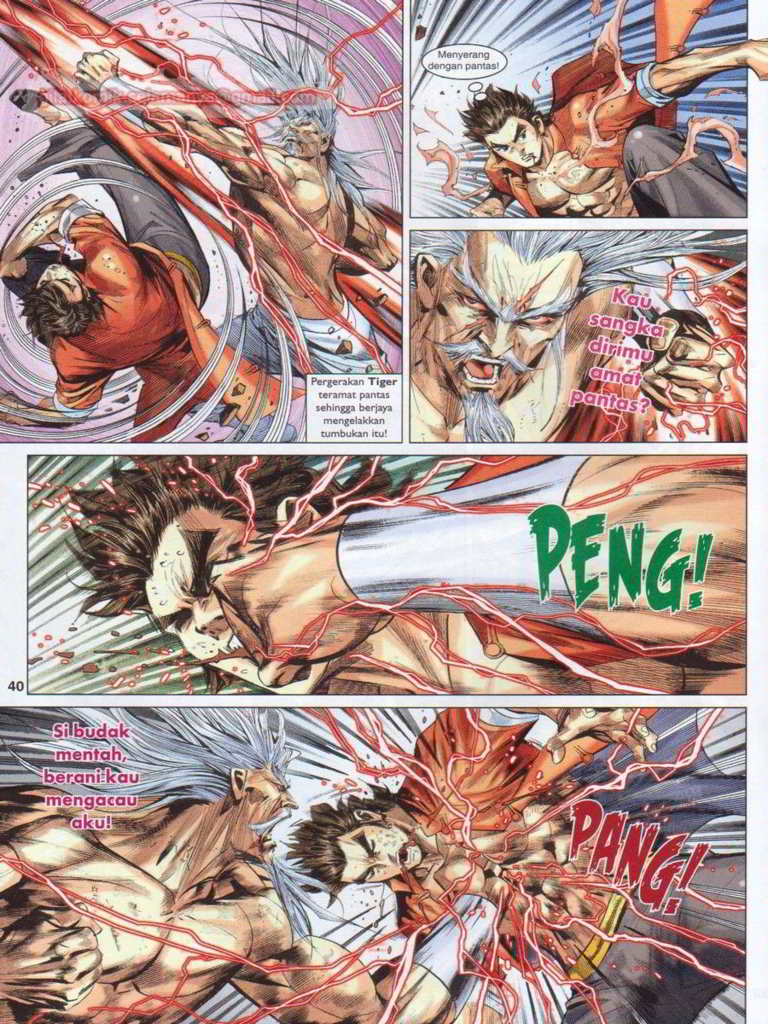 Pergerakan Tiger
teramat pantas
sehingga berjaya
mengelakkan
tumbukan itu!
Menyerang
dengan pantas!
Kau
sangka
dirimu
amat
pantas?
PENG!
40
Si budak
mentah,
berani kau
mengacau
aku!
PANG!